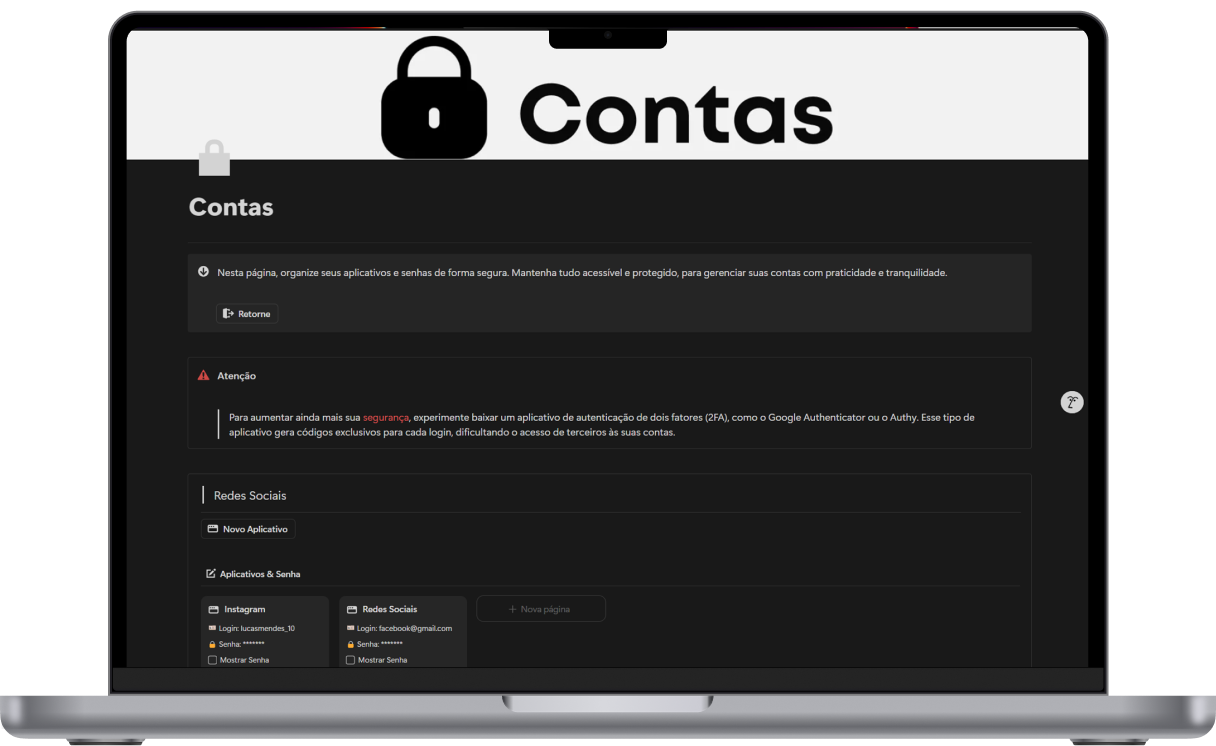 Contas
Contas
Nesta página, organize seus aplicativos e senhas de forma segura. Mantenha tudo acessível e protegido, para gerenciar suas contas com praticidade e tranquilidade.
Retorne
Atenção
Para aumentar ainda mais sua segurança, experimente baixar um aplicativo de autenticação de dois fatores (2FA), como o Google Authenticator ou o Authy. Esse tipo de
aplicativo gera códigos exclusivos para cada login, dificultando o acesso de terceiros às suas contas.
Redes Sociais
Novo Aplicativo
Aplicativos & Senha
Instagram
Login: lucasmendes_10
Senha: *******
Mostrar Senha
Redes Sociais
Login: facebook@gmail.com
Senha: *******
Mostrar Senha
+ Nova página